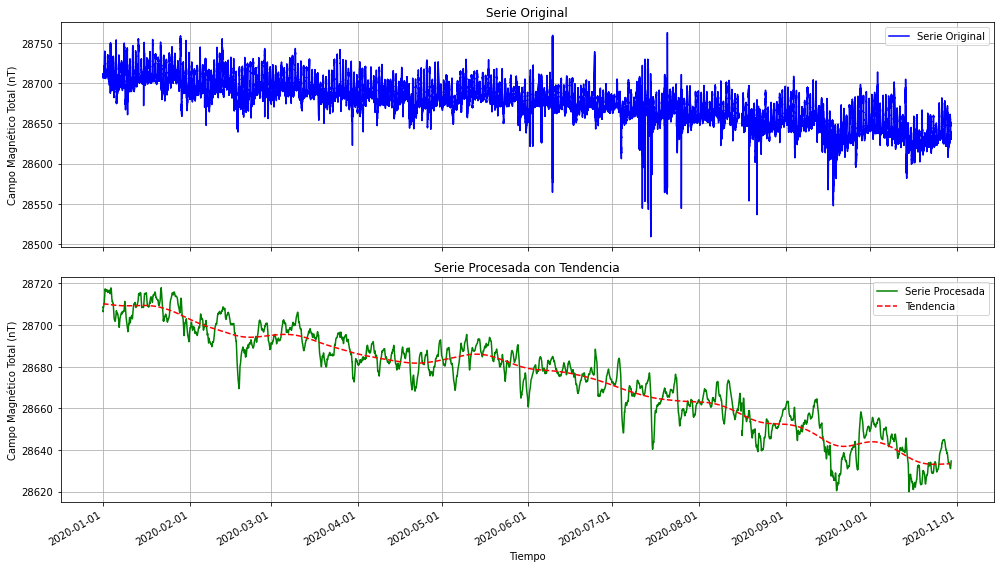 Serie Original
Campo Magnético Total (nT)
28750
28700
28650
28600
28550
28500
Serie Original
Serie Procesada con Tendencia
Campo Magnético Total (nT)
28720
28700
28680
28660
28640
28620
Serie Procesada
Tendencia
2020-01-01
2020-02-01
2020-03-01
2020-04-01
2020-05-01
2020-06-01
2020-07-01
2020-08-01
2020-09-01
2020-10-01
2020-11-01
Tiempo